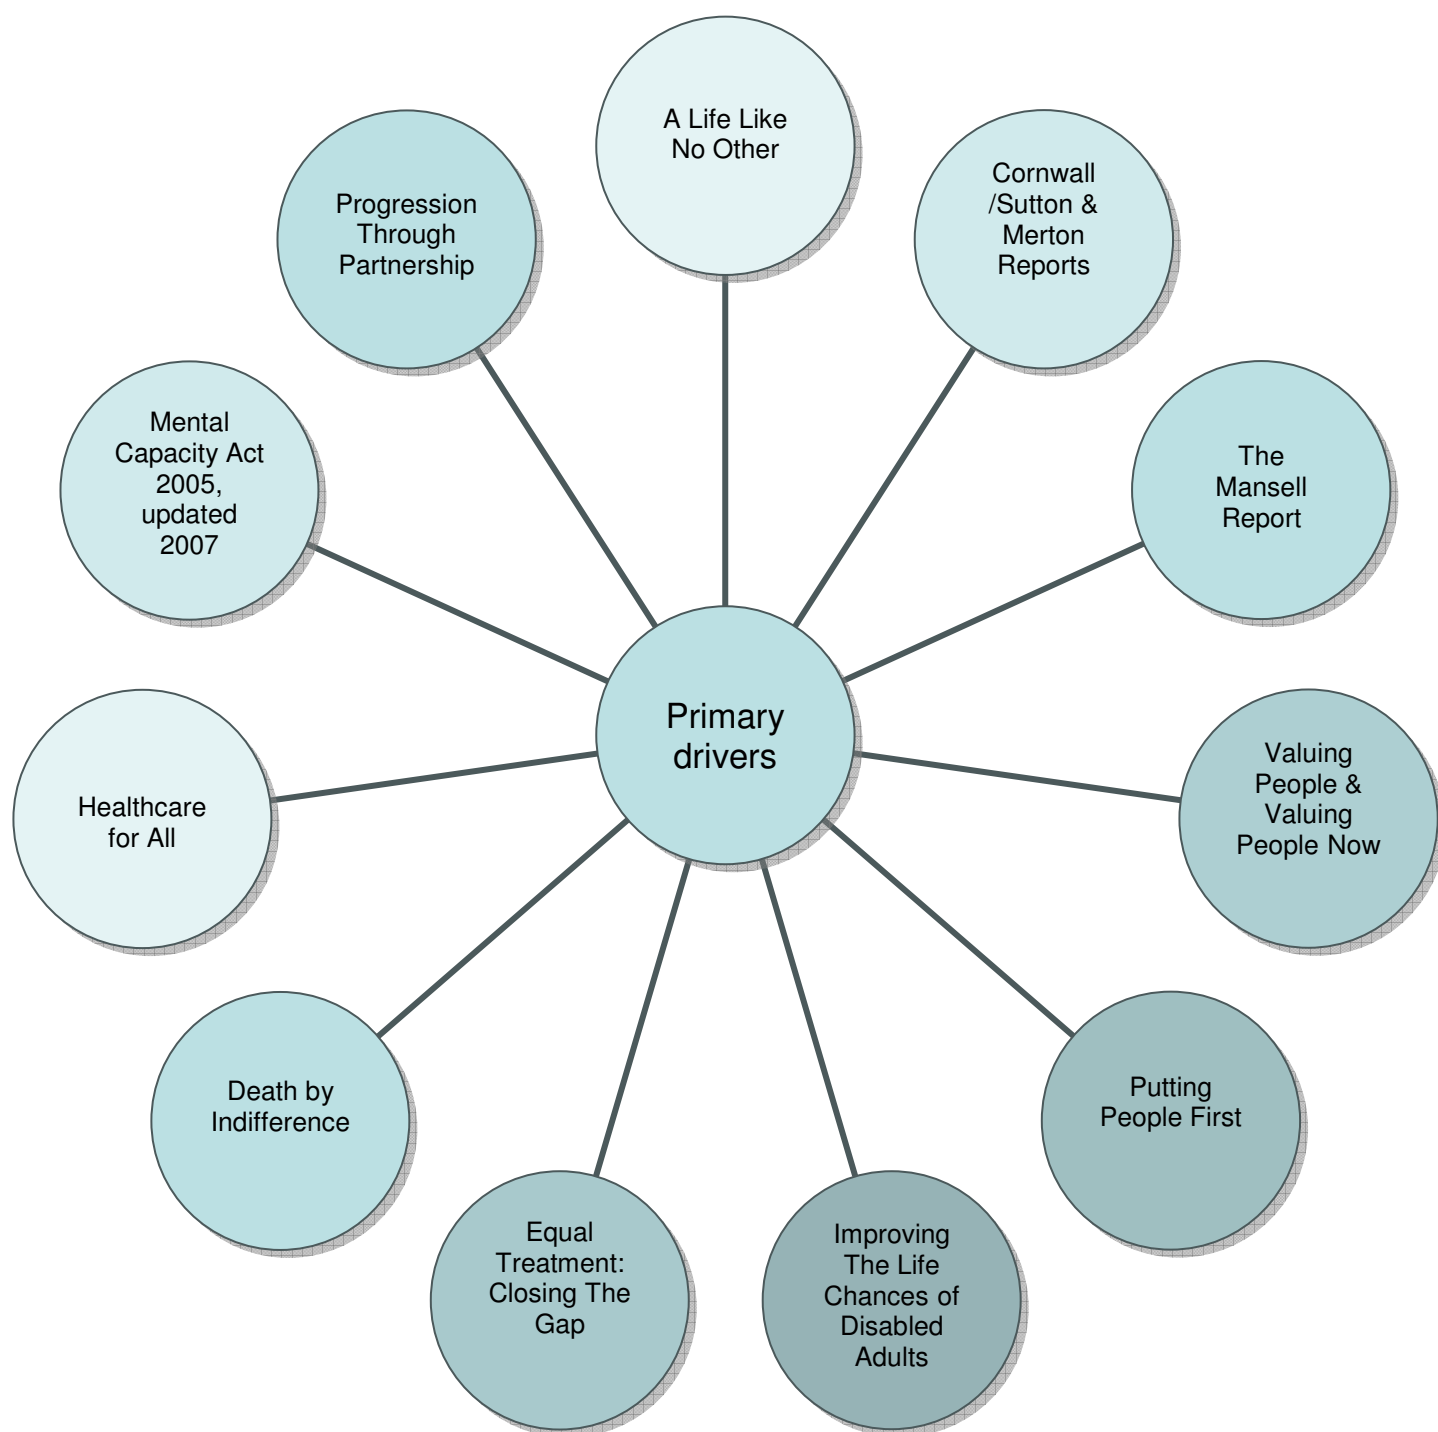 A Life Like
No Other
Cornwall
/Sutton &
Merton
Reports
The
Mansell
Report
Valuing
People &
Valuing
People Now
Putting
People First
Improving
The Life
Chances of
Disabled
Adults
Equal
Treatment:
Closing The
Gap
Death by
Indifference
Healthcare
for All
Mental
Capacity Act
2005,
updated
2007
Progression
Through
Partnership
Primary
drivers